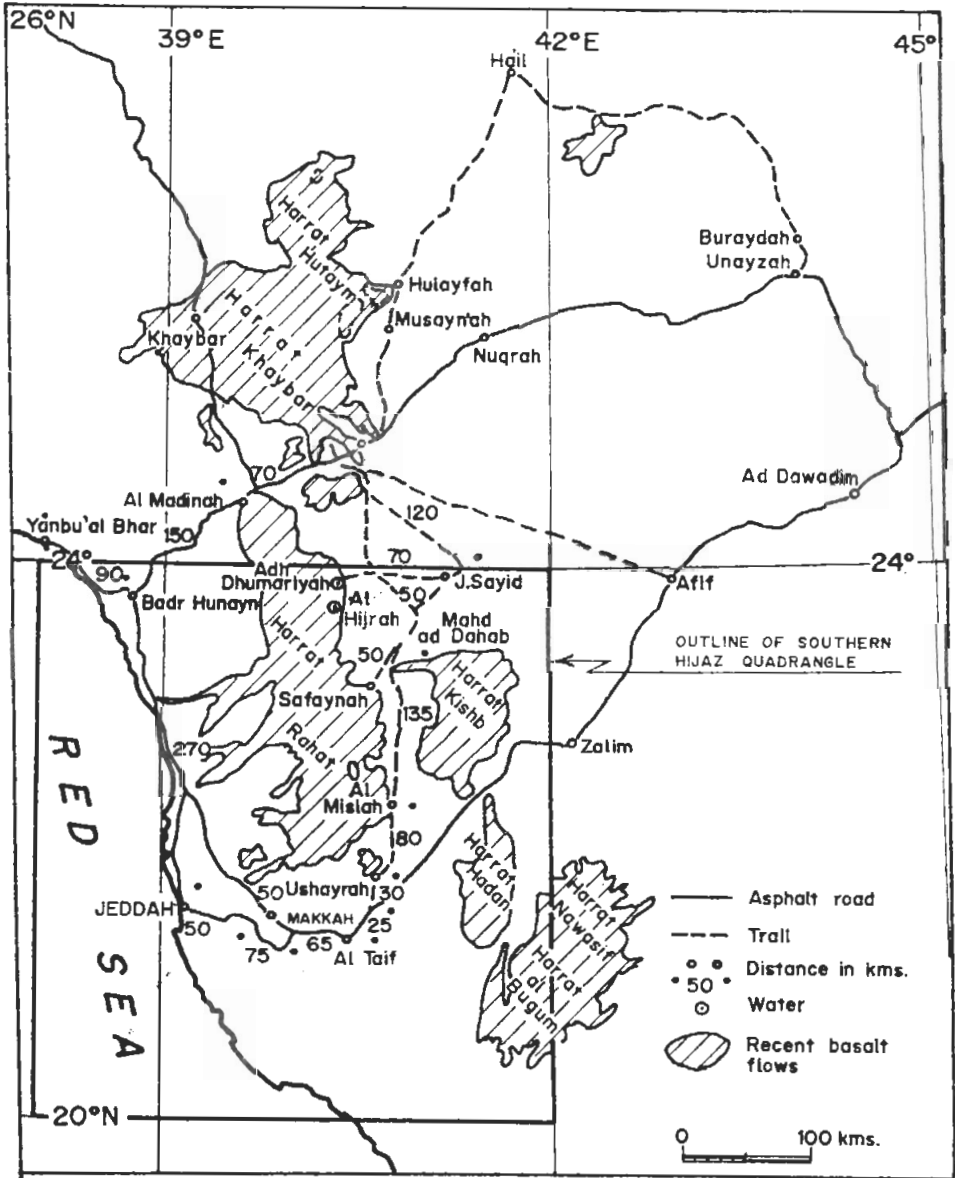 26°N
39°E
42°E
45°
Hail
Harrat
Hutaym
Buraydah
Unayzah
Hulayfah
Harrat
Khaybar
Khaybar
Musayn'ah
Nuqrah
70
Al Madinah
Ad Dawadim
Yanbu'al Bhar
150
120
24°
24°
90
Adh
Dhumariyah
70
50
J.Sayid
Afif
Badr Hunayn
Al
Hijrah
Mahd
ad Dahab
OUTLINE OF SOUTHERN
HIJAZ QUADRANGLE
Harrat
Rahat
50
Safaynah
Harrat
Kishb
135
270
Zalim
RED SEA
Al
Mislah
80
Harrat
Hadan
Ushayrah
30
Harrat
Nawasif
JEDDAH
50
50
MAKKAH
25
75
65
Al Taif
Harrat
al
Bugum
Asphalt road
Trail
50
Distance in kms.
Water
Recent basalt
flows
20°N
0
100 kms.